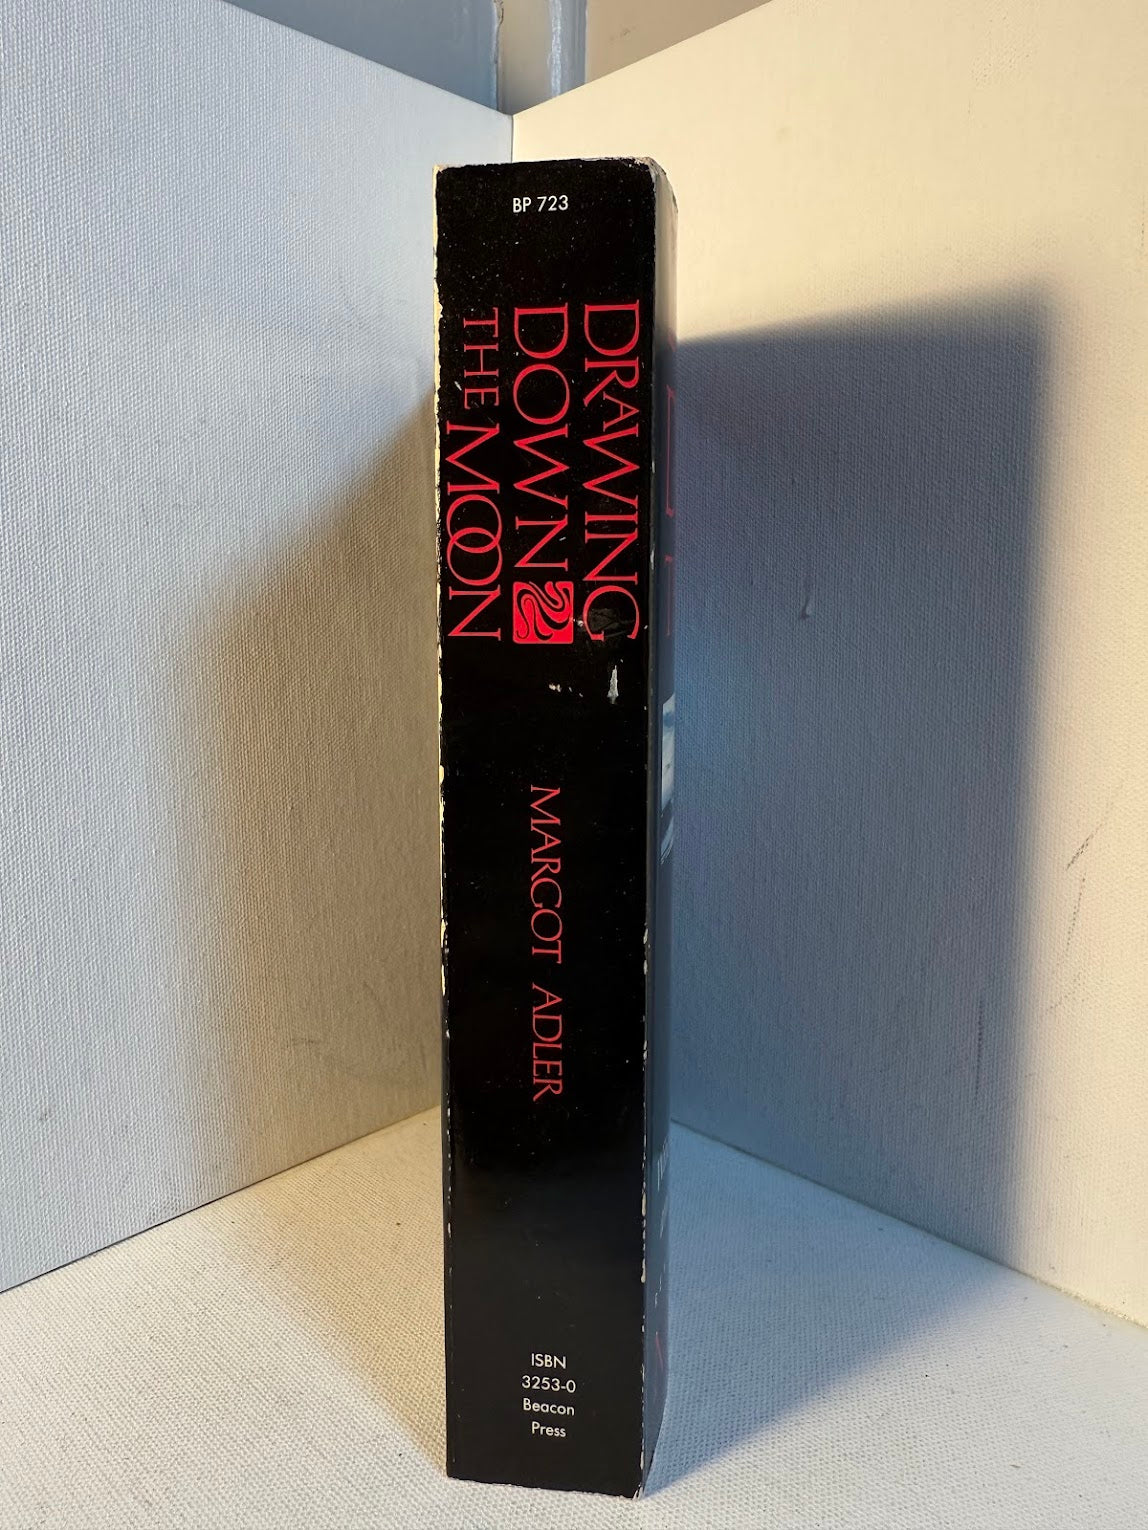 BP 723
DRAWING
DOWN
THE MOON
MARGOT ADLER
ISBN
3253-0
Beacon
Press